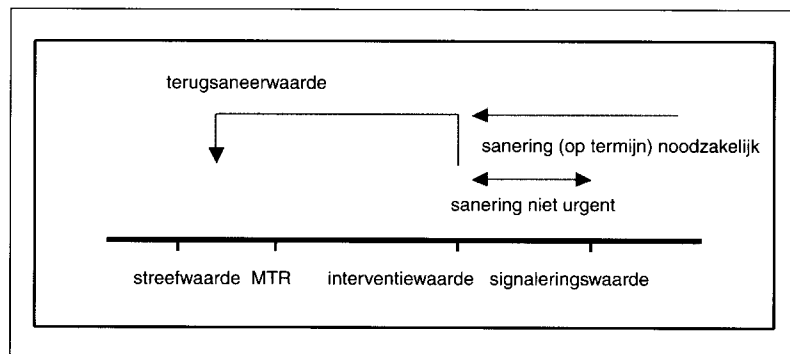 terugsaneerwaarde
sanering (op termijn) noodzakelijk
sanering niet urgent
streefwaarde MTR interventiewaarde signaleringswaarde